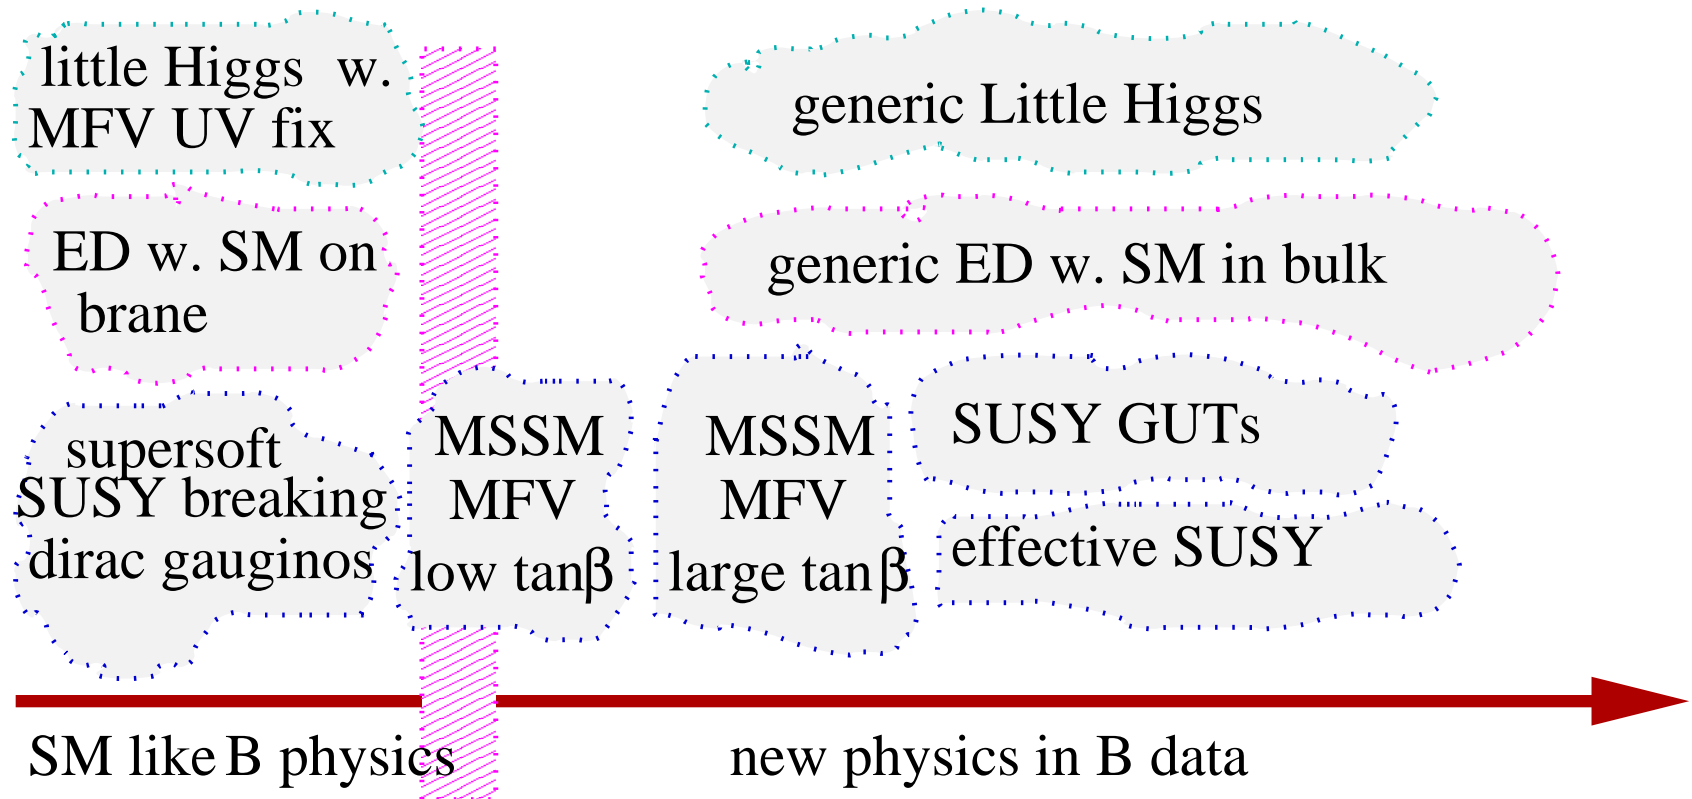 little Higgs w.
MFV UV fix
generic Little Higgs
ED w. SM on
brane
generic ED w. SM in bulk
supersoft
SUSY breaking
dirac gauginos
MSSM
MFV
low tanβ
MSSM
MFV
large tanβ
SUSY GUTs
effective SUSY
SM like B physics
new physics in B data